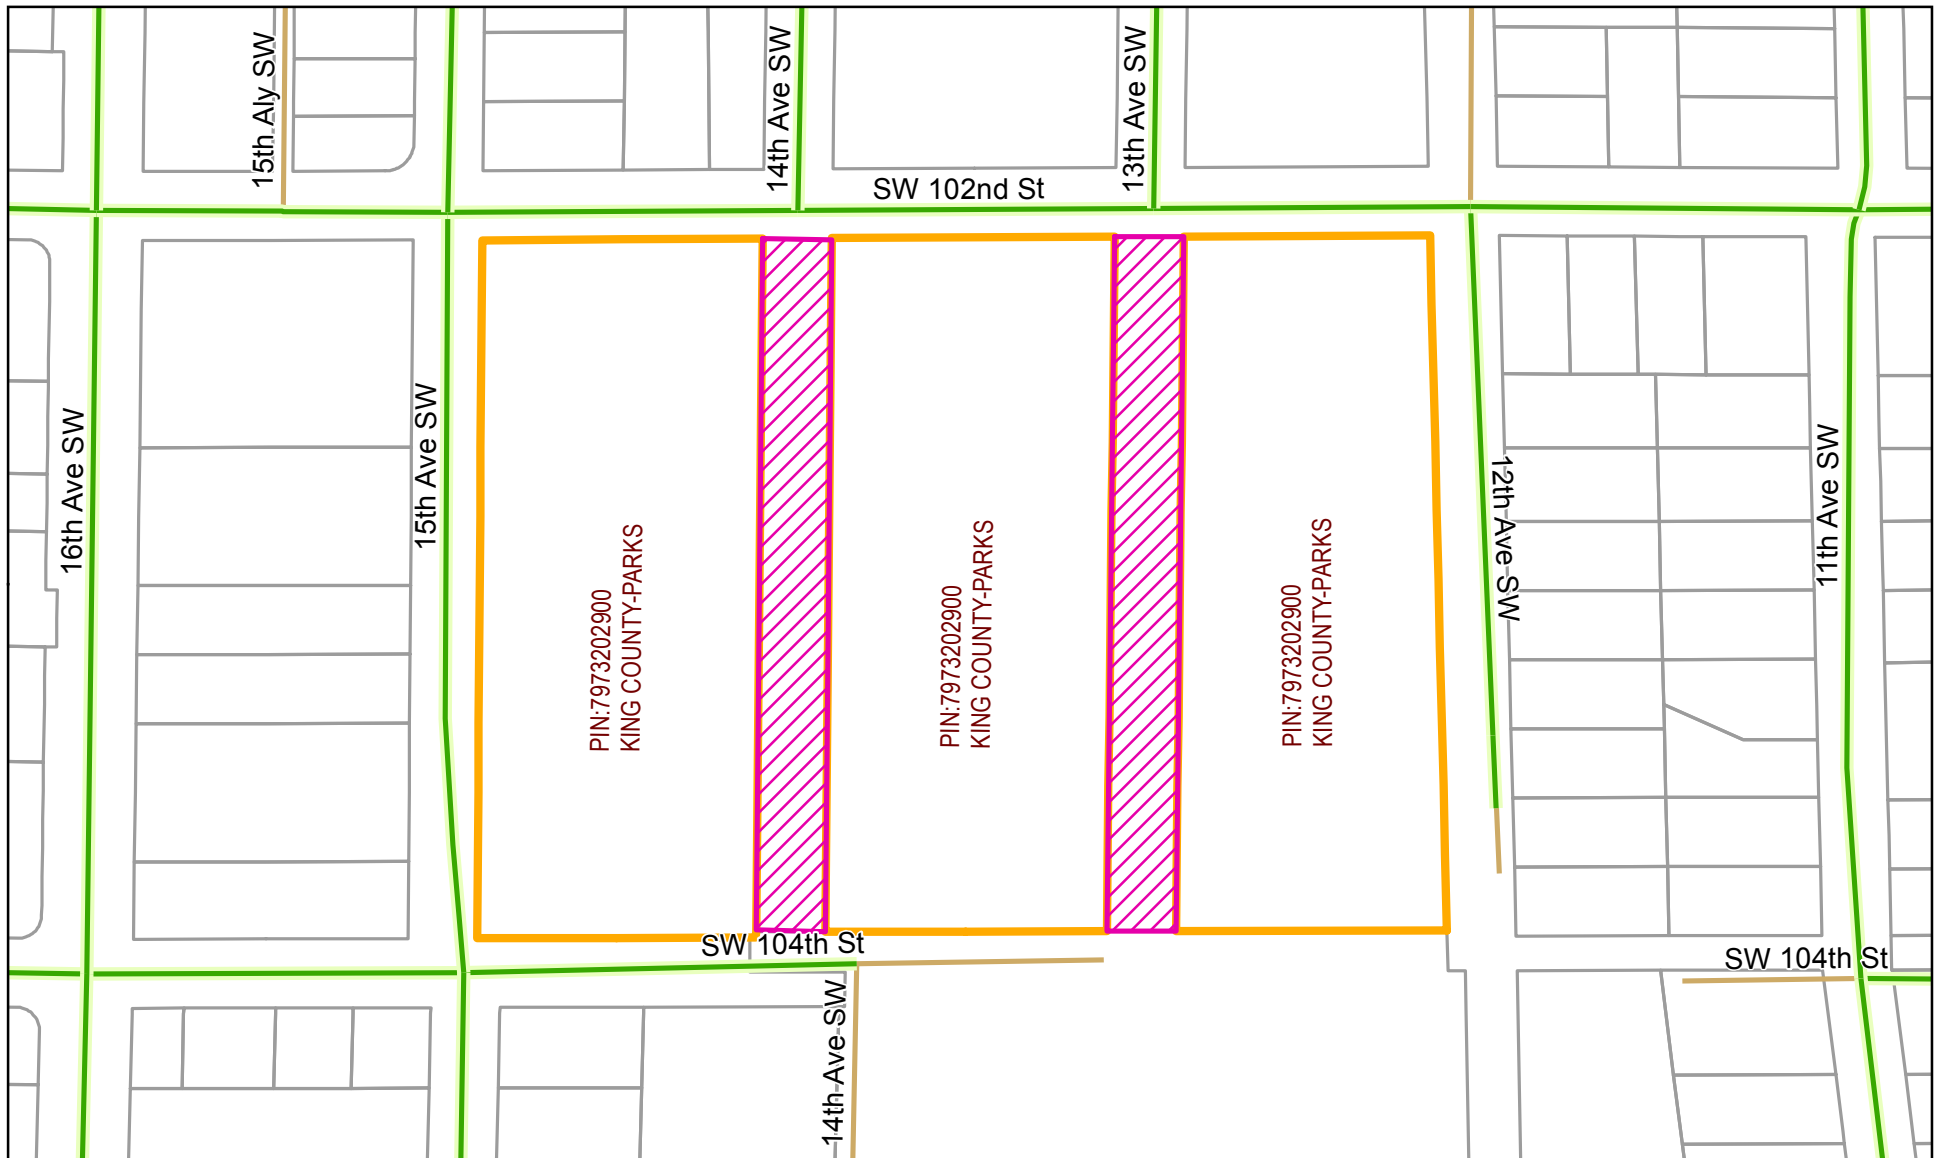 15th Aly SW
14th Ave SW
13th Ave SW
SW 102nd St
16th Ave SW
15th Ave SW
PIN:7973202900
KING COUNTY-PARKS
PIN:7973202900
KING COUNTY-PARKS
PIN:7973202900
KING COUNTY-PARKS
12th Ave SW
11th Ave SW
SW 104th St
SW 104th St
14th Ave SW